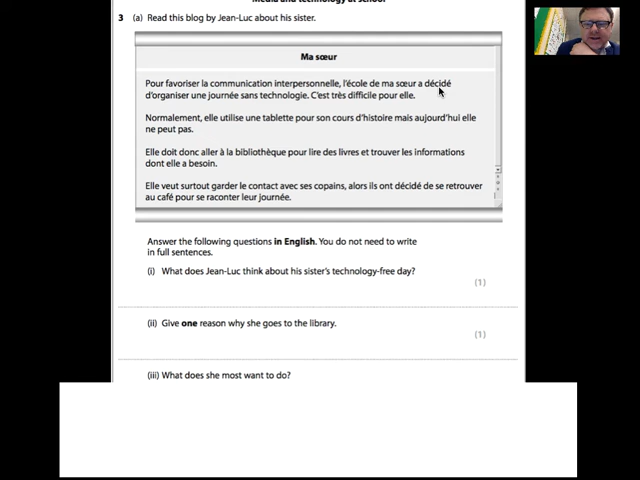 Media and technology at school
3 (a) Read this blog by Jean-Luc about his sister.
Ma sœur
Pour favoriser la communication interpersonnelle, l'école de ma sœur a décidé
d'organiser une journée sans technologie. C'est très difficile pour elle.
Normalement, elle utilise une tablette pour son cours d'histoire mais aujourd'hui elle
ne peut pas.
Elle doit donc aller à la bibliothèque pour lire des livres et trouver les informations
dont elle a besoin.
Elle veut surtout garder le contact avec ses copains, alors ils ont décidé de se retrouver
au café pour se raconter leur journée.
Answer the following questions in English. You do not need to write
in full sentences.
(i) What does Jean-Luc think about his sister's technology-free day?
(1)
(ii) Give one reason why she goes to the library.
(1)
(iii) What does she most want to do?